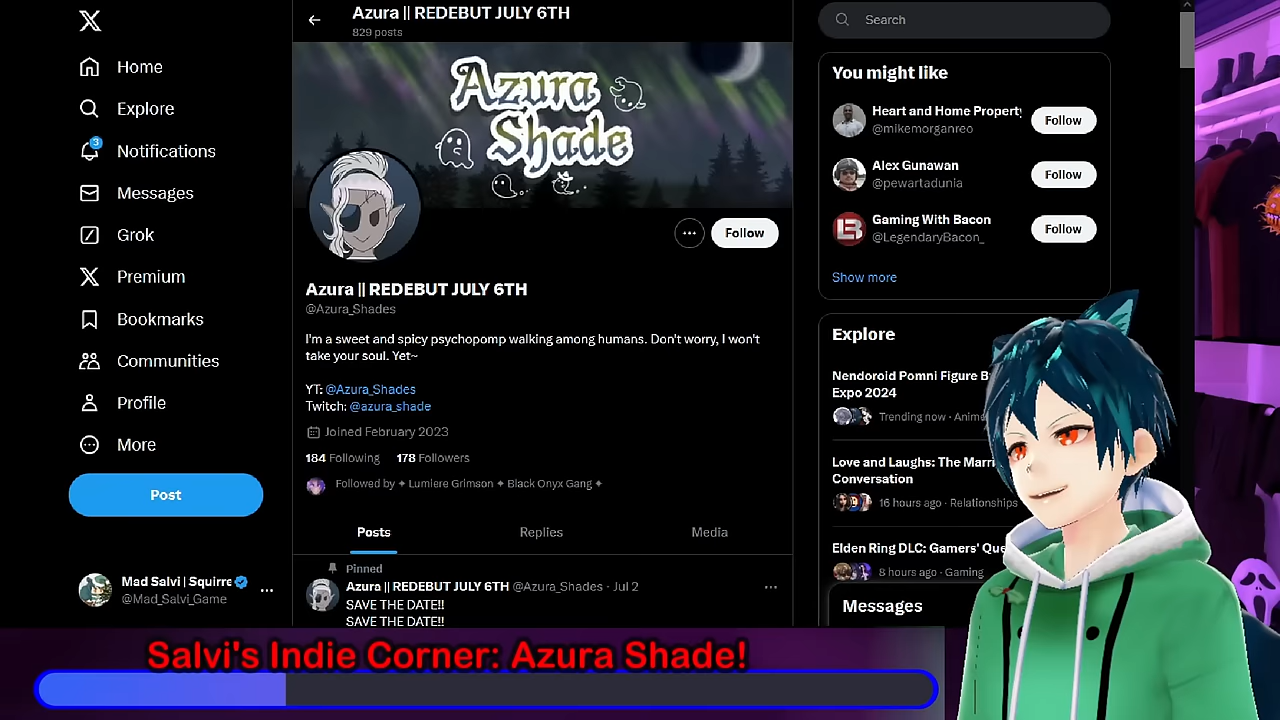 Home
Explore
3
Notifications
Messages
Grok
Premium
Bookmarks
Communities
Profile
More
Post
Mad Salvi | Squirre
@Mad_Salvi_Game
Azura || REDEBUT JULY 6TH
829 posts
Azura
Shade
Follow
Azura || REDEBUT JULY 6TH
@Azura_Shades
I'm a sweet and spicy psychopomp walking among humans. Don't worry, I won't
take your soul. Yet~
YT: @Azura_Shades
Twitch: @azura_shade
Joined February 2023
184 Following 178 Followers
Followed by ✦ Lumiere Grimson ✦ Black Onyx Gang ✦
Posts Replies Media
Pinned
Azura || REDEBUT JULY 6TH @Azura_Shades · Jul 2
SAVE THE DATE!!
SAVE THE DATE!!
Search
You might like
Heart and Home Property
@mikemorganreo
Follow
Alex Gunawan
@pewartadunia
Follow
Gaming With Bacon
@LegendaryBacon_
Follow
Show more
Explore
Nendoroid Pomni Figure
Expo 2024
Trending now · Anime
Love and Laughs: The Marri
Conversation
16 hours ago · Relationships
Elden Ring DLC: Gamers' Que
8 hours ago · Gaming
Messages
Salvi's Indie Corner: Azura Shade!